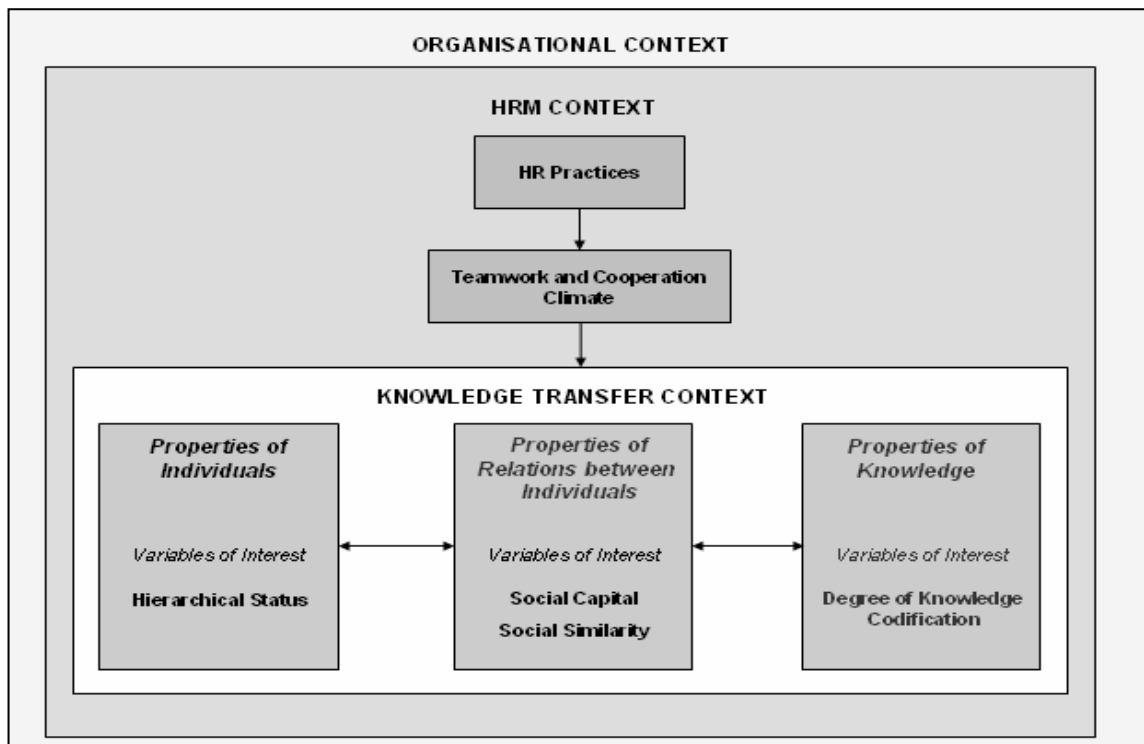 ORGANISATIONAL CONTEXT
HRM CONTEXT
HR Practices
Teamwork and Cooperation
Climate
KNOWLEDGE TRANSFER CONTEXT
Properties of
Individuals
Variables of Interest
Hierarchical Status
Properties of
Relations between
Individuals
Variables of Interest
Social Capital
Social Similarity
Properties of
Knowledge
Variables of Interest
Degree of Knowledge
Codification